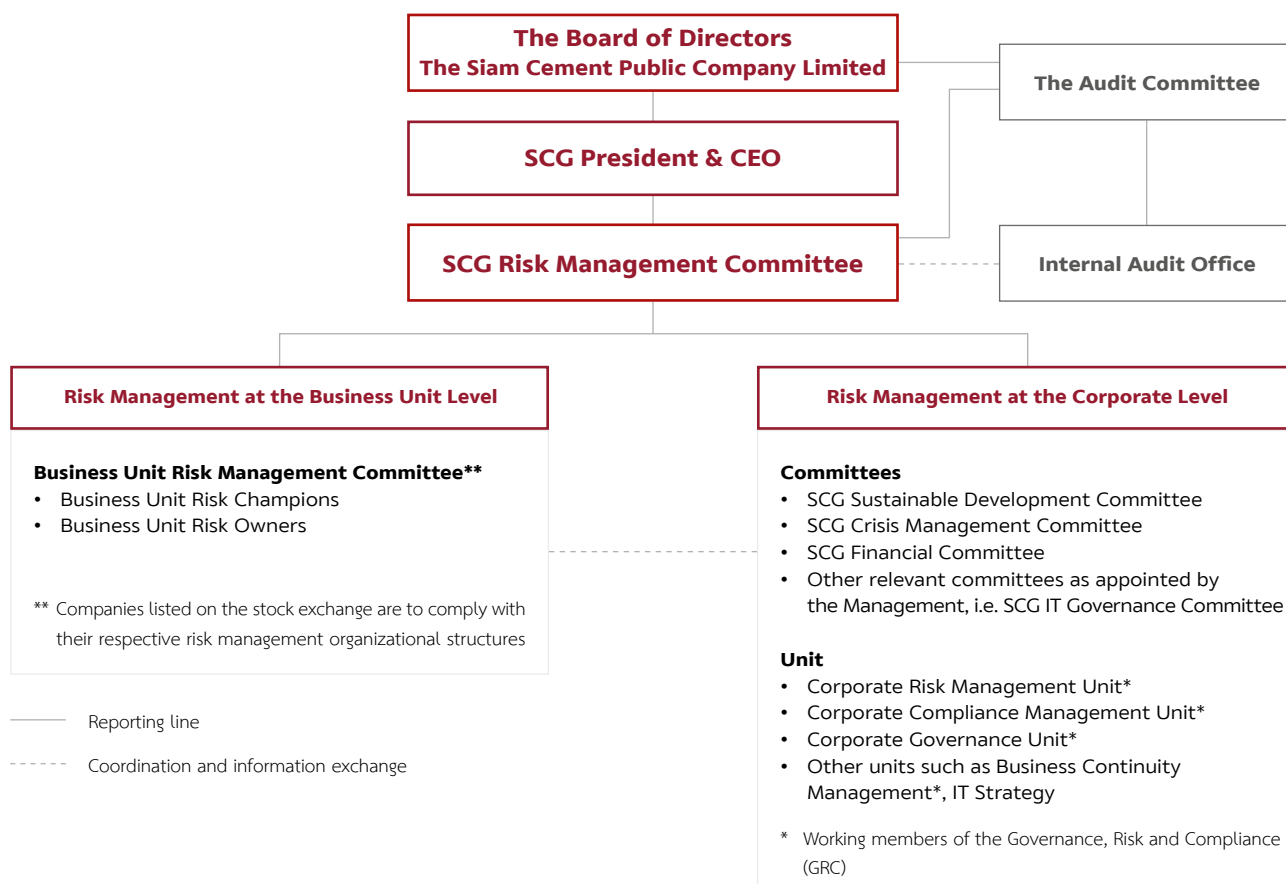 The Board of Directors
The Siam Cement Public Company Limited
The Audit Committee
SCG President & CEO
SCG Risk Management Committee
Internal Audit Office
Risk Management at the Business Unit Level
Business Unit Risk Management Committee**
• Business Unit Risk Champions
• Business Unit Risk Owners
** Companies listed on the stock exchange are to comply with
their respective risk management organizational structures
Reporting line
Coordination and information exchange
Risk Management at the Corporate Level
Committees
• SCG Sustainable Development Committee
• SCG Crisis Management Committee
• SCG Financial Committee
• Other relevant committees as appointed by
the Management, i.e. SCG IT Governance Committee
Unit
• Corporate Risk Management Unit*
• Corporate Compliance Management Unit*
• Corporate Governance Unit*
• Other units such as Business Continuity
Management*, IT Strategy
* Working members of the Governance, Risk and Compliance
(GRC)